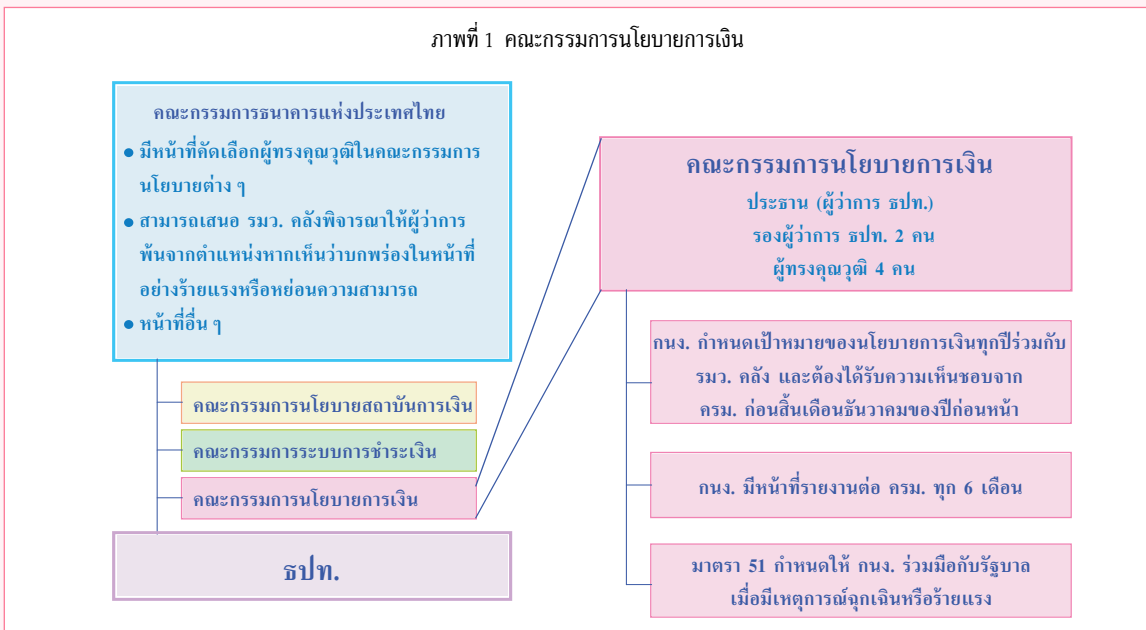 ภาพที่ 1 คณะกรรมการนโยบายการเงิน
คณะกรรมการธนาคารแห่งประเทศไทย
● มีหน้าที่คัดเลือกผู้ทรงคุณวุฒิในคณะกรรมการ
นโยบายต่าง ๆ
● สามารถเสนอ รมว. คลังพิจารณาให้ผู้ว่าการ
พ้นจากตำแหน่งหากเห็นว่าบกพร่องในหน้าที่
อย่างร้ายแรงหรือหย่อนความสามารถ
● หน้าที่อื่น ๆ
คณะกรรมการนโยบายสถาบันการเงิน
คณะกรรมการระบบการชำระเงิน
คณะกรรมการนโยบายการเงิน
ธปท.
คณะกรรมการนโยบายการเงิน
ประธาน (ผู้ว่าการ ธปท.)
รองผู้ว่าการ ธปท. 2 คน
ผู้ทรงคุณวุฒิ 4 คน
กนง. กำหนดเป้าหมายของนโยบายการเงินทุกปีร่วมกับ
รมว. คลัง และต้องได้รับความเห็นชอบจาก
ครม. ก่อนสิ้นเดือนธันวาคมของปีก่อนหน้า
กนง. มีหน้าที่รายงานต่อ ครม. ทุก 6 เดือน
มาตรา 51 กำหนดให้ กนง. ร่วมมือกับรัฐบาล
เมื่อมีเหตุการณ์ฉุกเฉินหรือร้ายแรง